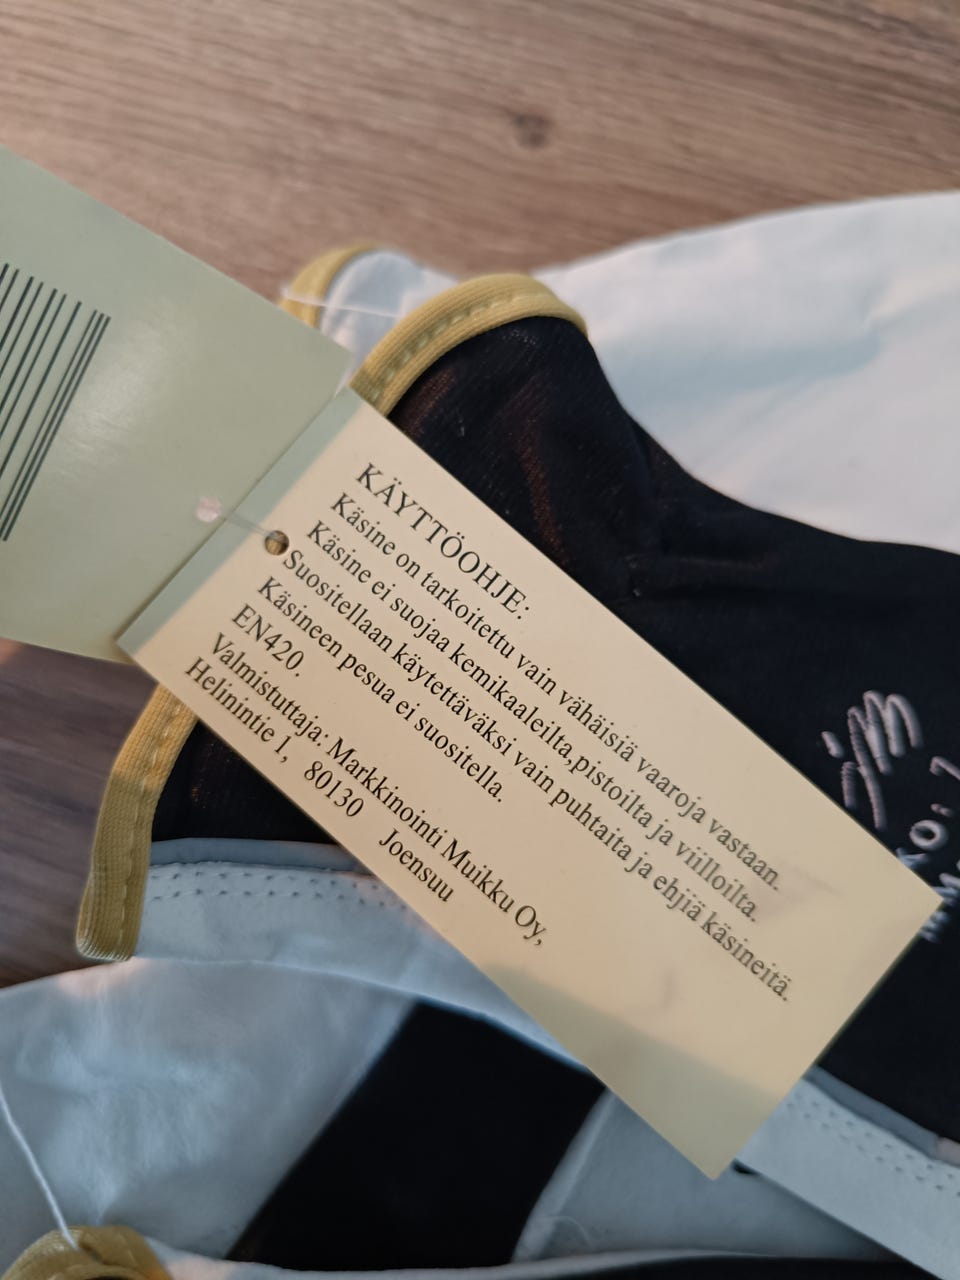 KÄYTTÖOHJE:
Käsine on tarkoitettu vain vähäisiä vaaroja vastaan.
Käsine ei suojaa kemikaaleilta,pistoilta ja viilloilta.
Suositellaan käytettäväksi vain puhtaita ja ehjiä käsineitä.
Käsineen pesua ei suositella.
EN420.
Valmistuttaja: Markkinointi Muikku Oy,
Helinintie 1, 80130 Joensuu